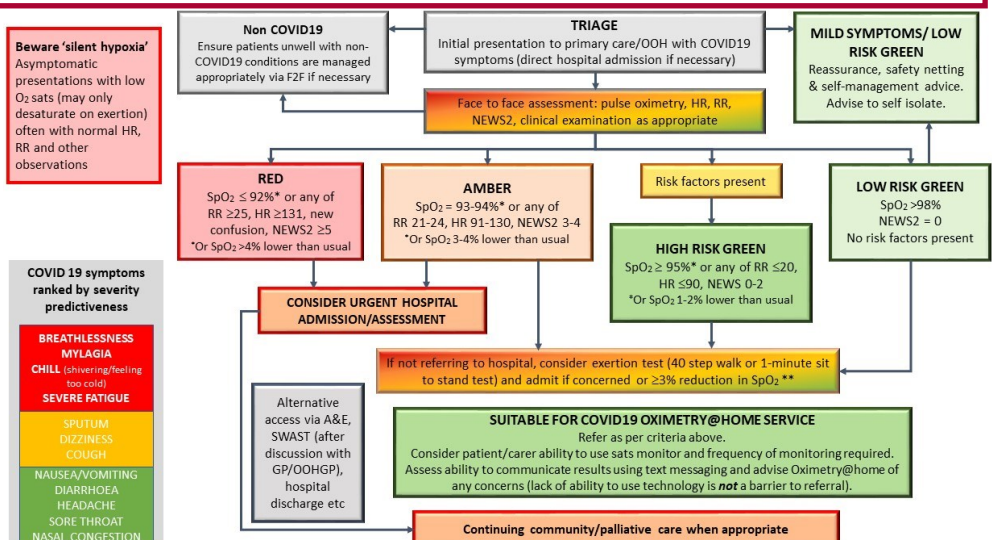 Beware 'silent hypoxia'
Asymptomatic
presentations with low
O₂ sats (may only
desaturate on exertion)
often with normal HR,
RR and other
observations
Non COVID19
Ensure patients unwell with non-
COVID19 conditions are managed
appropriately via F2F if necessary
TRIAGE
Initial presentation to primary care/OOH with COVID19
symptoms (direct hospital admission if necessary)
MILD SYMPTOMS/ LOW
RISK GREEN
Reassurance, safety netting
& self-management advice.
Advise to self isolate.
Face to face assessment: pulse oximetry, HR, RR,
NEWS2, clinical examination as appropriate
RED
SpO₂ ≤ 92%* or any of
RR ≥25, HR ≥131, new
confusion, NEWS2 ≥5
*Or SpO₂ >4% lower than usual
AMBER
SpO₂ = 93-94%* or any of
RR 21-24, HR 91-130, NEWS2 3-4
*Or SpO₂ 3-4% lower than usual
Risk factors present
HIGH RISK GREEN
SpO₂ ≥ 95%* or any of RR ≤20,
HR ≤90, NEWS 0-2
*Or SpO₂ 1-2% lower than usual
LOW RISK GREEN
SpO₂ >98%
NEWS2 = 0
No risk factors present
CONSIDER URGENT HOSPITAL
ADMISSION/ASSESSMENT
If not referring to hospital, consider exertion test (40 step walk or 1-minute sit
to stand test) and admit if concerned or ≥3% reduction in SpO₂ **
COVID 19 symptoms
ranked by severity
predictiveness
BREATHLESSNESS
MYLAGIA
CHILL (shivering/feeling
too cold)
SEVERE FATIGUE
SPUTUM
DIZZINESS
COUGH
NAUSEA/VOMITING
DIARRHOEA
HEADACHE
SORE THROAT
NASAL CONGESTION
Alternative
access via A&E,
SWAST (after
discussion with
GP/OOHGP),
hospital
discharge etc
SUITABLE FOR COVID19 OXIMETRY@HOME SERVICE
Refer as per criteria above.
Consider patient/carer ability to use sats monitor and frequency of monitoring required.
Assess ability to communicate results using text messaging and advise Oximetry@home of
any concerns (lack of ability to use technology is not a barrier to referral).
Continuing community/palliative care when appropriate